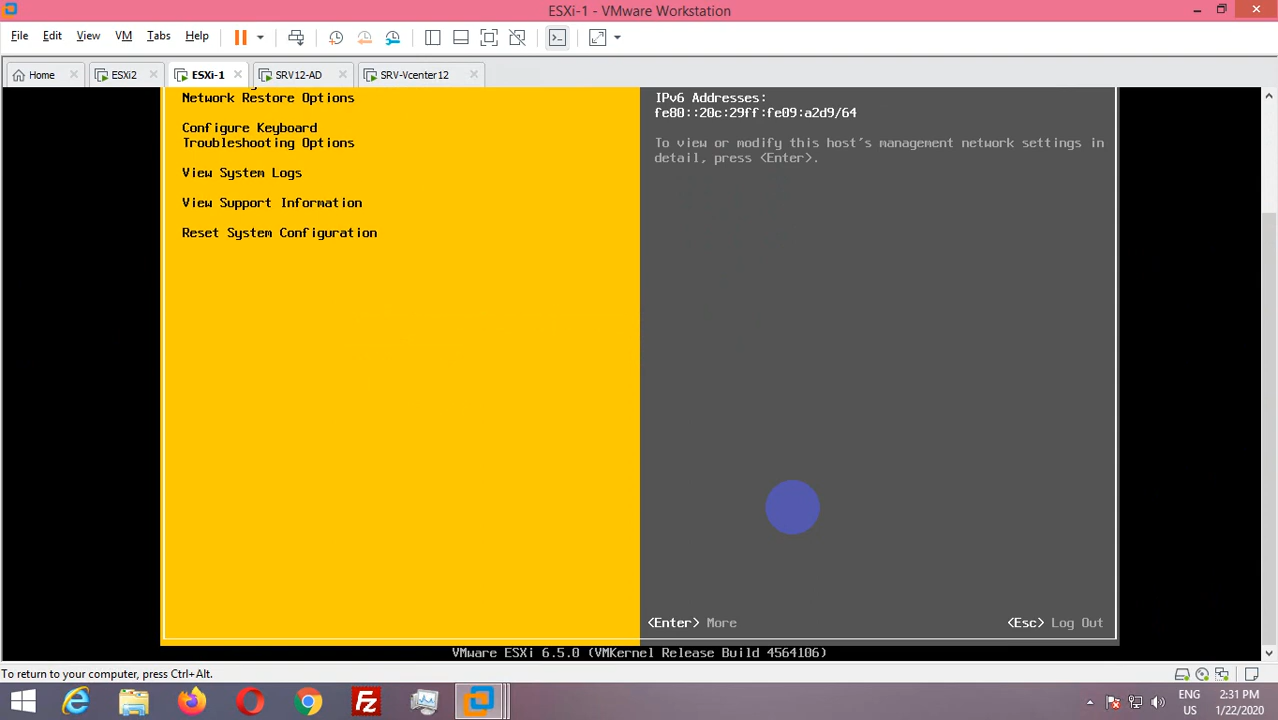 ESXi-1 - VMware Workstation
File Edit View VM Tabs Help
Home ESXi2 ESXi-1 SRV12-AD SRV-Vcenter12
Network Restore Options
Configure Keyboard
Troubleshooting Options
View System Logs
View Support Information
Reset System Configuration
IPv6 Addresses:
fe80::20c:29ff:fe09:a2d9/64
To view or modify this host's management network settings in
detail, press <Enter>.
<Enter> More <Esc> Log Out
VMware ESXi 6.5.0 (VMKernel Release Build 4564106)
To return to your computer, press Ctrl+Alt.
ENG 2:31 PM
US 1/22/2020